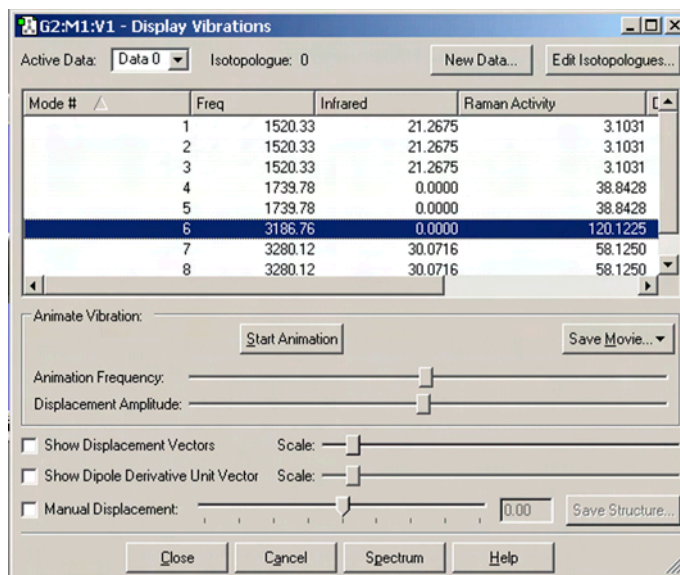 G2:M1:V1 - Display Vibrations
Active Data: Data 0 Isotopologue: 0 New Data... Edit Isotopologues...
Mode # Freq Infrared Raman Activity
1 1520.33 21.2675 3.1031
2 1520.33 21.2675 3.1031
3 1520.33 21.2675 3.1031
4 1739.78 0.0000 38.8428
5 1739.78 0.0000 38.8428
6 3186.76 0.0000 120.1225
7 3280.12 30.0716 58.1250
8 3280.12 30.0716 58.1250
Animate Vibration:
Start Animation Save Movie...
Animation Frequency:
Displacement Amplitude:
Show Displacement Vectors Scale:
Show Dipole Derivative Unit Vector Scale:
Manual Displacement: 0.00 Save Structure...
Close Cancel Spectrum Help